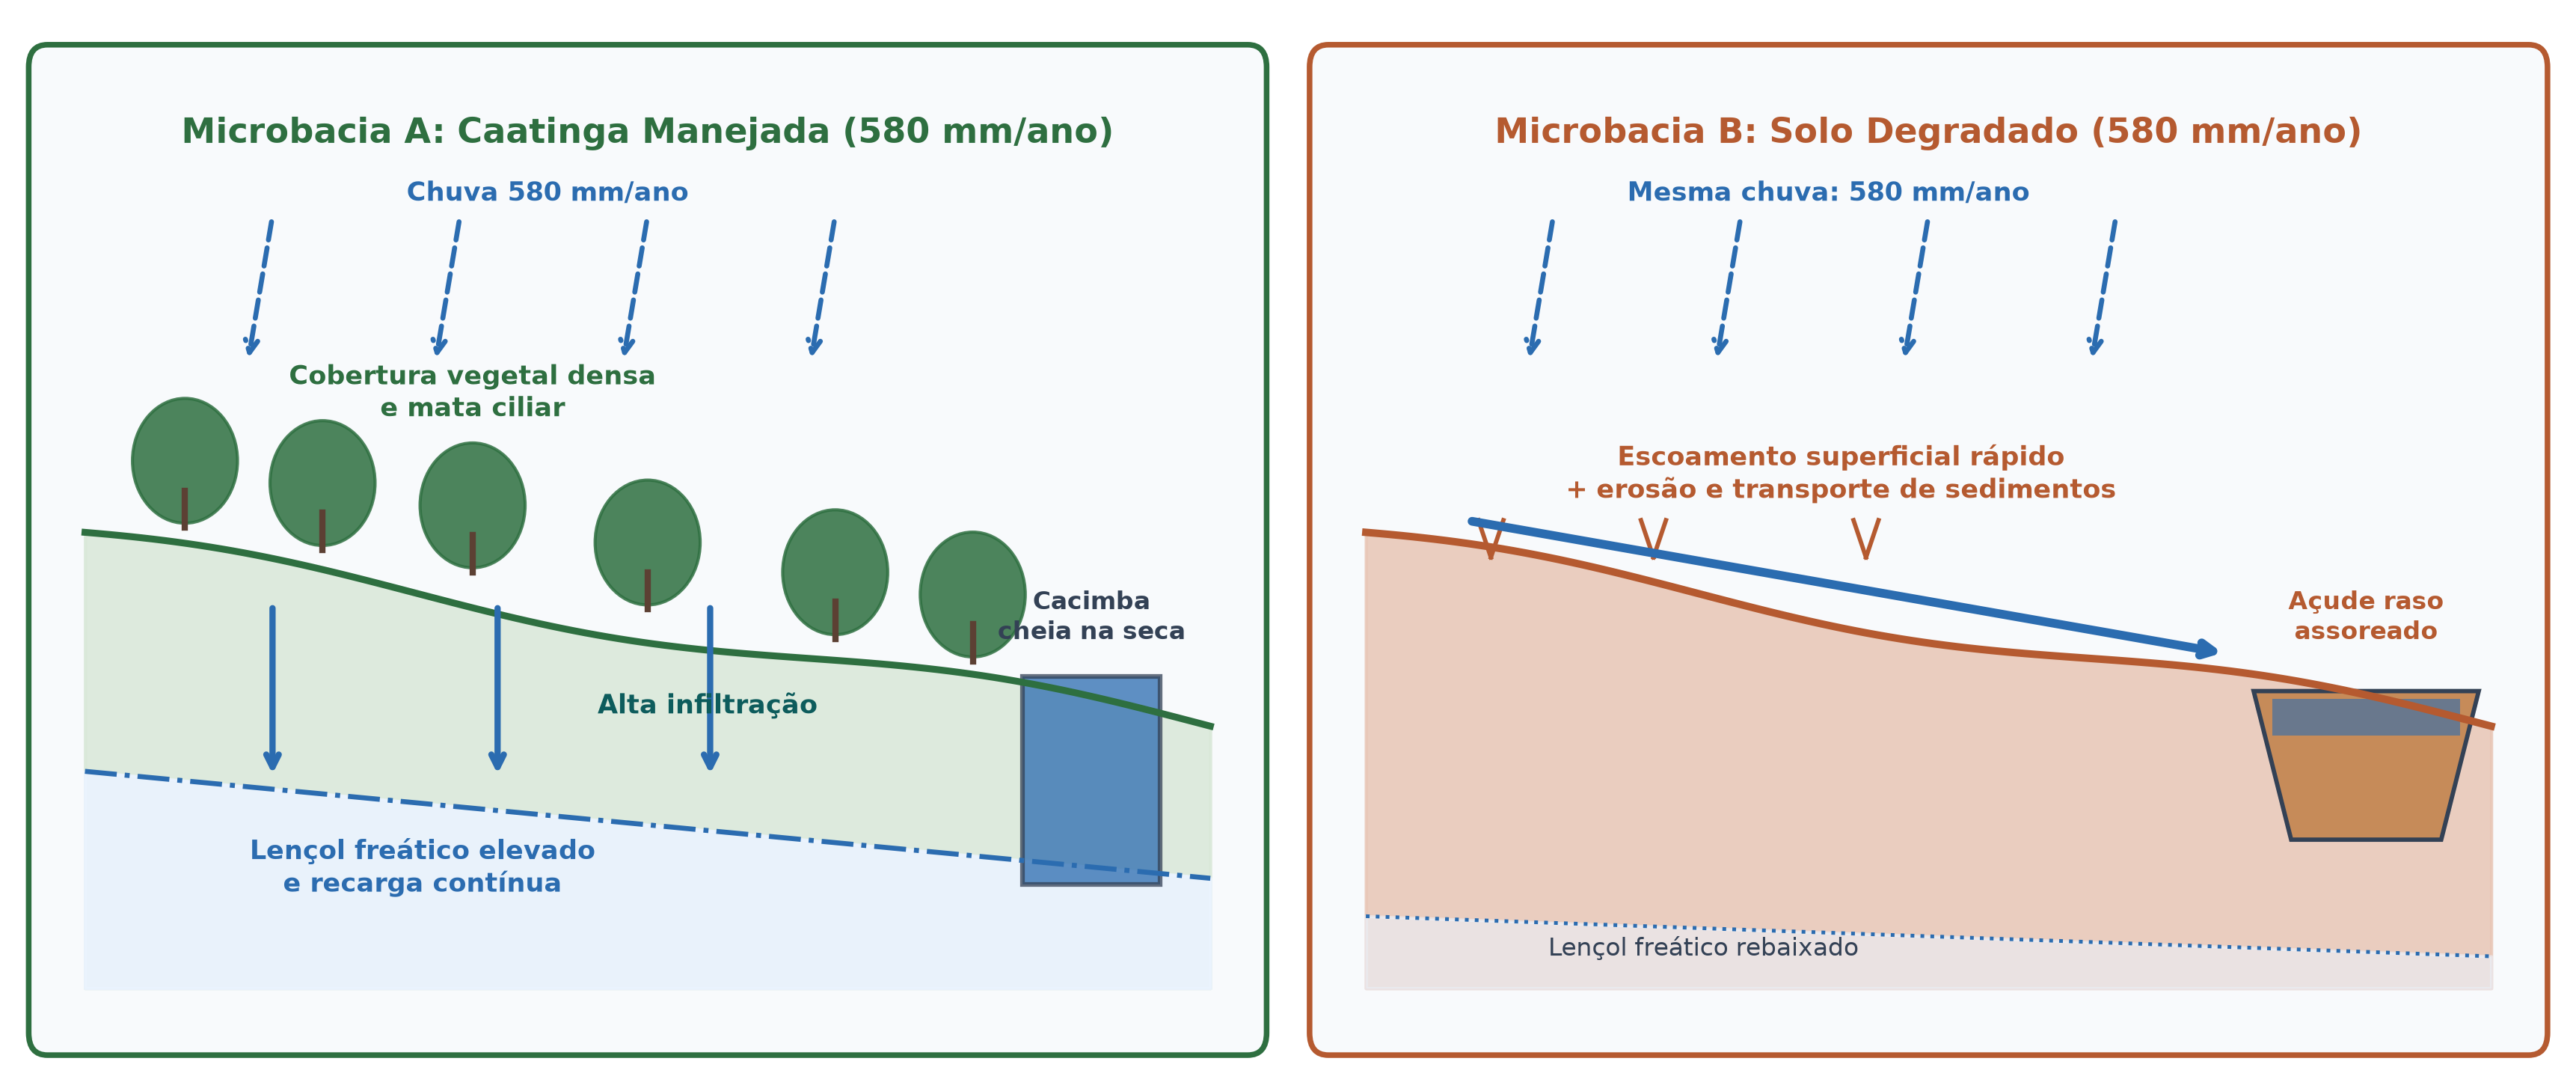 Microbacia A: Caatinga Manejada (580 mm/ano)
Chuva 580 mm/ano
Cobertura vegetal densa
e mata ciliar
Cacimba
cheia na seca
Alta infiltração
Lençol freático elevado
e recarga contínua
Microbacia B: Solo Degradado (580 mm/ano)
Mesma chuva: 580 mm/ano
Escoamento superficial rápido
+ erosão e transporte de sedimentos
Açude raso
assoreado
Lençol freático rebaixado